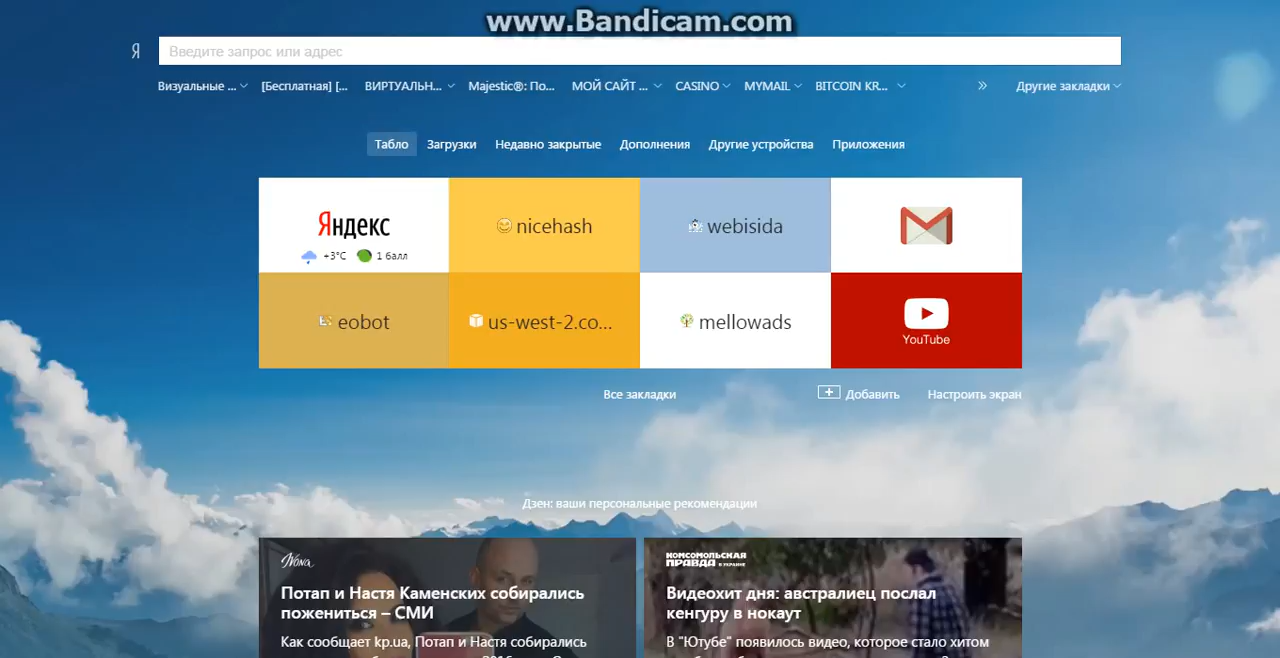 www.Bandicam.com
Я Введите запрос или адрес
Визуальные ... [Бесплатная] [... ВИРТУАЛЬН... Majestic®: По... МОЙ САЙТ ... CASINO MYMAIL BITCOIN KR... » Другие закладки
Табло Загрузки Недавно закрытые Дополнения Другие устройства Приложения
Яндекс nicehash webisida
+3°C 1 балл
eobot us-west-2.co... mellowads YouTube
Все закладки Добавить Настроить экран
Дзен: ваши персональные рекомендации
Ivona
Потап и Настя Каменских собирались
пожениться – СМИ
Как сообщает kp.ua, Потап и Настя собирались
КОМСОМОЛЬСКАЯ
ПРАВДА В УКРАИНЕ
Видеохит дня: австралиец послал
кенгуру в нокаут
В "Ютубе" появилось видео, которое стало хитом